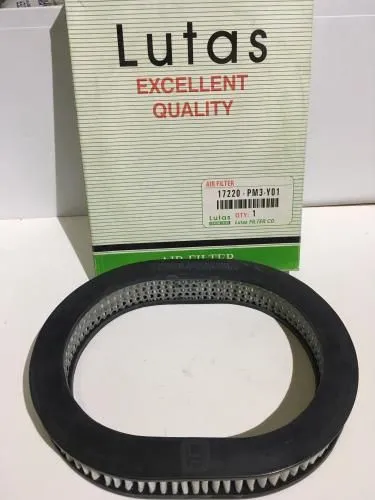 Lutas
EXCELLENT
QUALITY
AIR FILTER
17220-PM3-Y01
Lutas QTY: 1 Lutas FILTER CO.
AIR FILTER